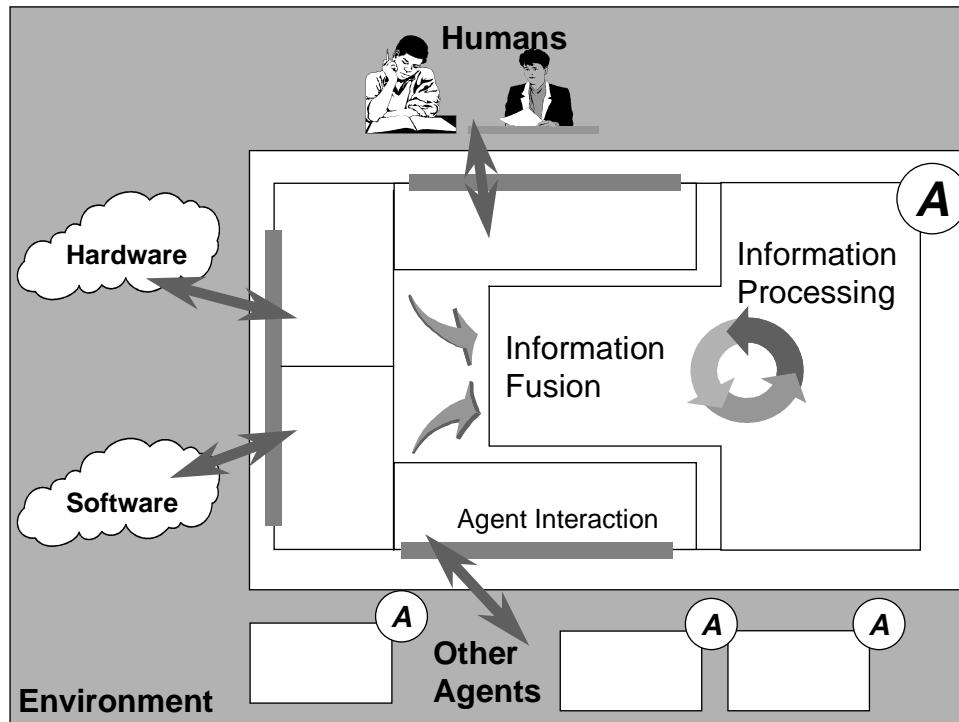 Humans
A
Hardware
Information
Processing
Information
Fusion
Software
Agent Interaction
A
Other
Agents
A
A
Environment